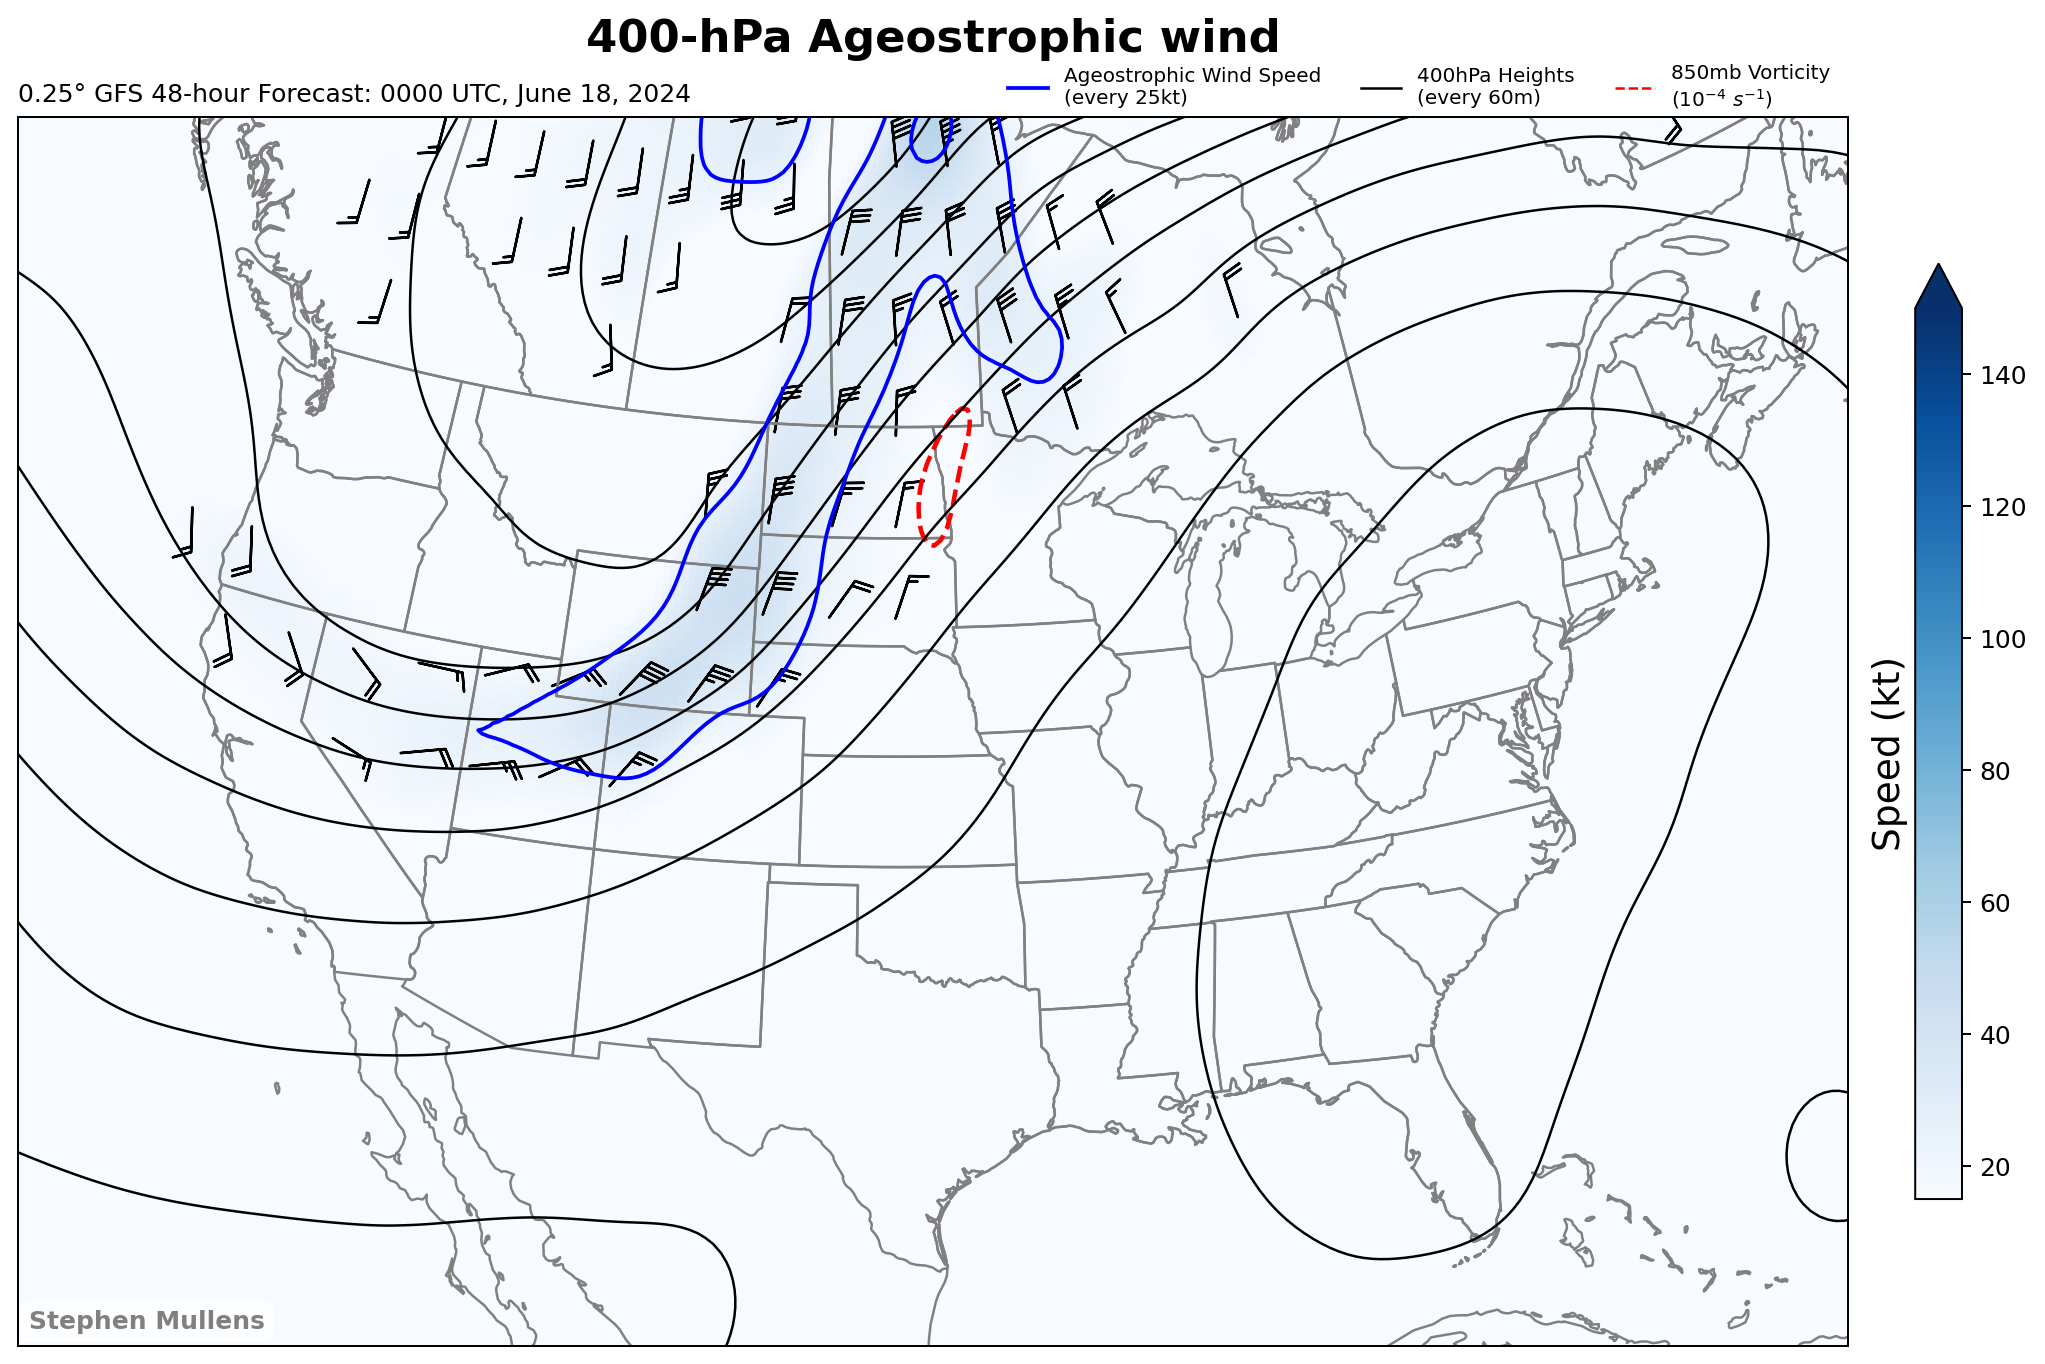 400-hPa Ageostrophic wind
0.25° GFS 48-hour Forecast: 0000 UTC, June 18, 2024
Ageostrophic Wind Speed
(every 25kt)
400hPa Heights
(every 60m)
850mb Vorticity
(10⁻⁴ s⁻¹)
140
120
100
80
60
40
20
Speed (kt)
Stephen Mullens